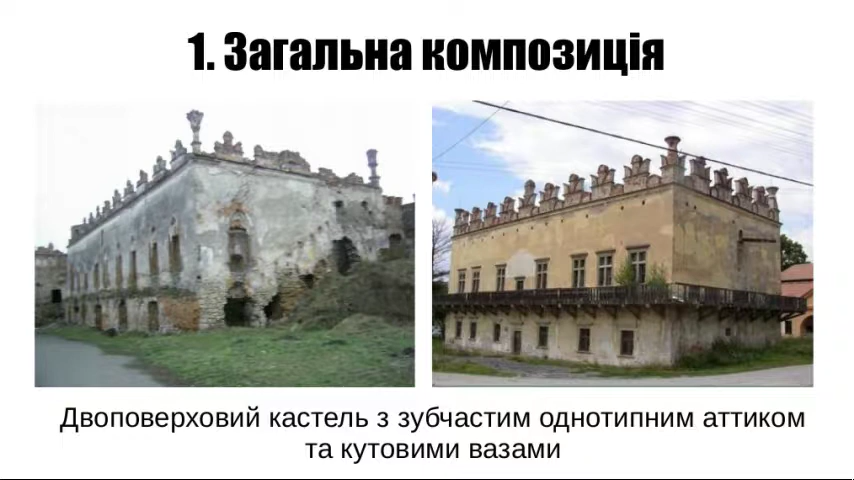 1. Загальна композиція
Двоповерховий кастель з зубчастим однотипним аттиком
та кутовими вазами